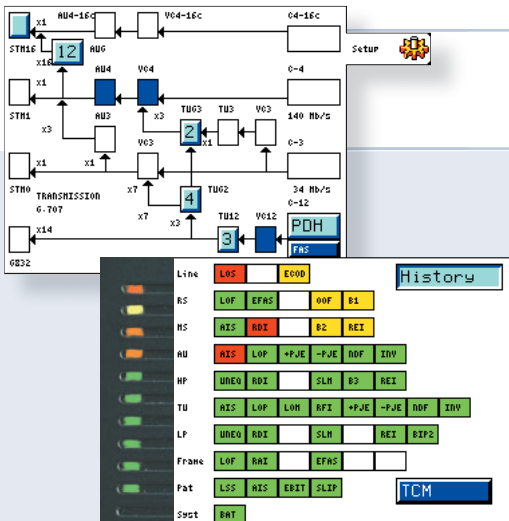 AU4-16c VC4-16c C4-16c
x1
STM16 12 AUG
x16
Setup
AU4 VC4 C-4
x1
STM1 AU3 x3 TUG3 TU3 VC3 140 Mb/s
x3 VC3 2 x1 C-3
x1 x1
STM0 x7 4 TUG2 34 Mb/s
TRANSMISSION C-12
G.707 x7 x3 TU12 VC12 PDH
x14 3 FAS
G832
Line LOS ECOD History
RS LOF EFAS OOF B1
MS AIS RDI B2 REI
AU AIS LOP +PJE -PJE NDF INV
HP UNEQ RDI SLM B3 REI
TU AIS LOP LOM RFI +PJE -PJE NDF INV
LP UNEQ RDI SLM REI BIP2
Frame LOF RAI EFAS
Pat LSS AIS EBIT SLIP TCM
Syst BAT